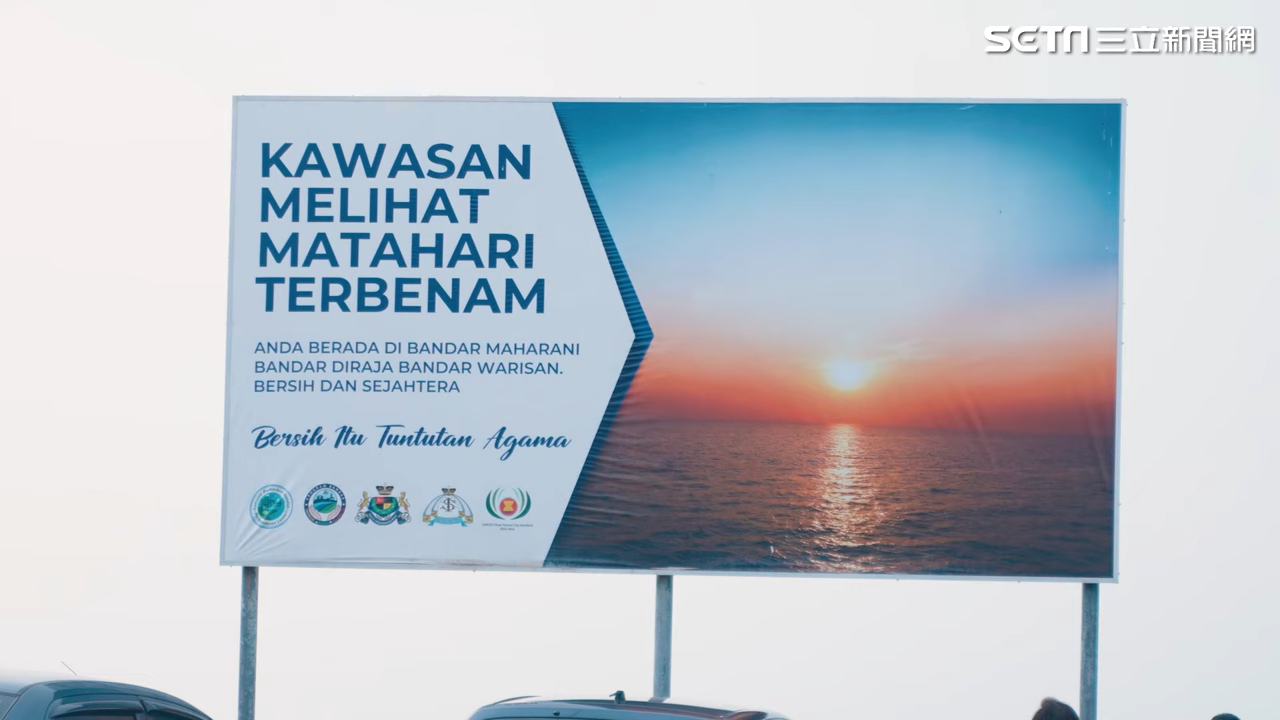 SETN三立新聞網
KAWASAN
MELIHAT
MATAHARI
TERBENAM
ANDA BERADA DI BANDAR MAHARANI
BANDAR DIRAJA BANDAR WARISAN.
BERSIH DAN SEJAHTERA
Bersih Itu Tuntutan Agama